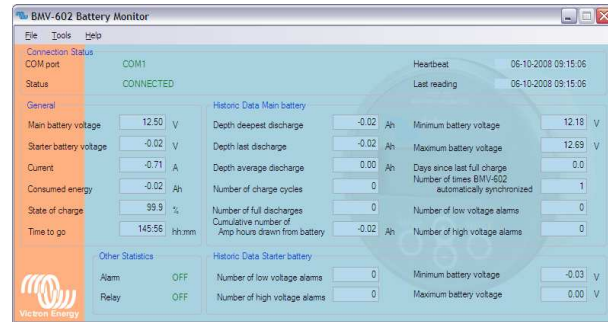 BMV-602 Battery Monitor
File Tools Help
Connection Status
COM port COM1 Heartbeat 06-10-2008 09:15:06
Status CONNECTED Last reading 06-10-2008 09:15:06
General Historic Data Main battery
Main battery voltage 12.50 V Depth deepest discharge -0.02 Ah Minimum battery voltage 12.18 V
Starter battery voltage -0.02 V Depth last discharge -0.02 Ah Maximum battery voltage 12.69 V
Current -0.71 A Depth average discharge 0.00 Ah Days since last full charge 0.0
Consumed energy -0.02 Ah Number of charge cycles 0 Number of times BMV-602 automatically synchronized 1
State of charge 99.9 % Number of full discharges 0 Number of low voltage alarms 0
Time to go 145:56 hh:mm Cumulative number of Amp hours drawn from battery -0.02 Ah Number of high voltage alarms 0
Other Statistics Historic Data Starter battery
Alarm OFF Number of low voltage alarms 0 Minimum battery voltage -0.03 V
Relay OFF Number of high voltage alarms 0 Maximum battery voltage 0.00 V
Victron Energy